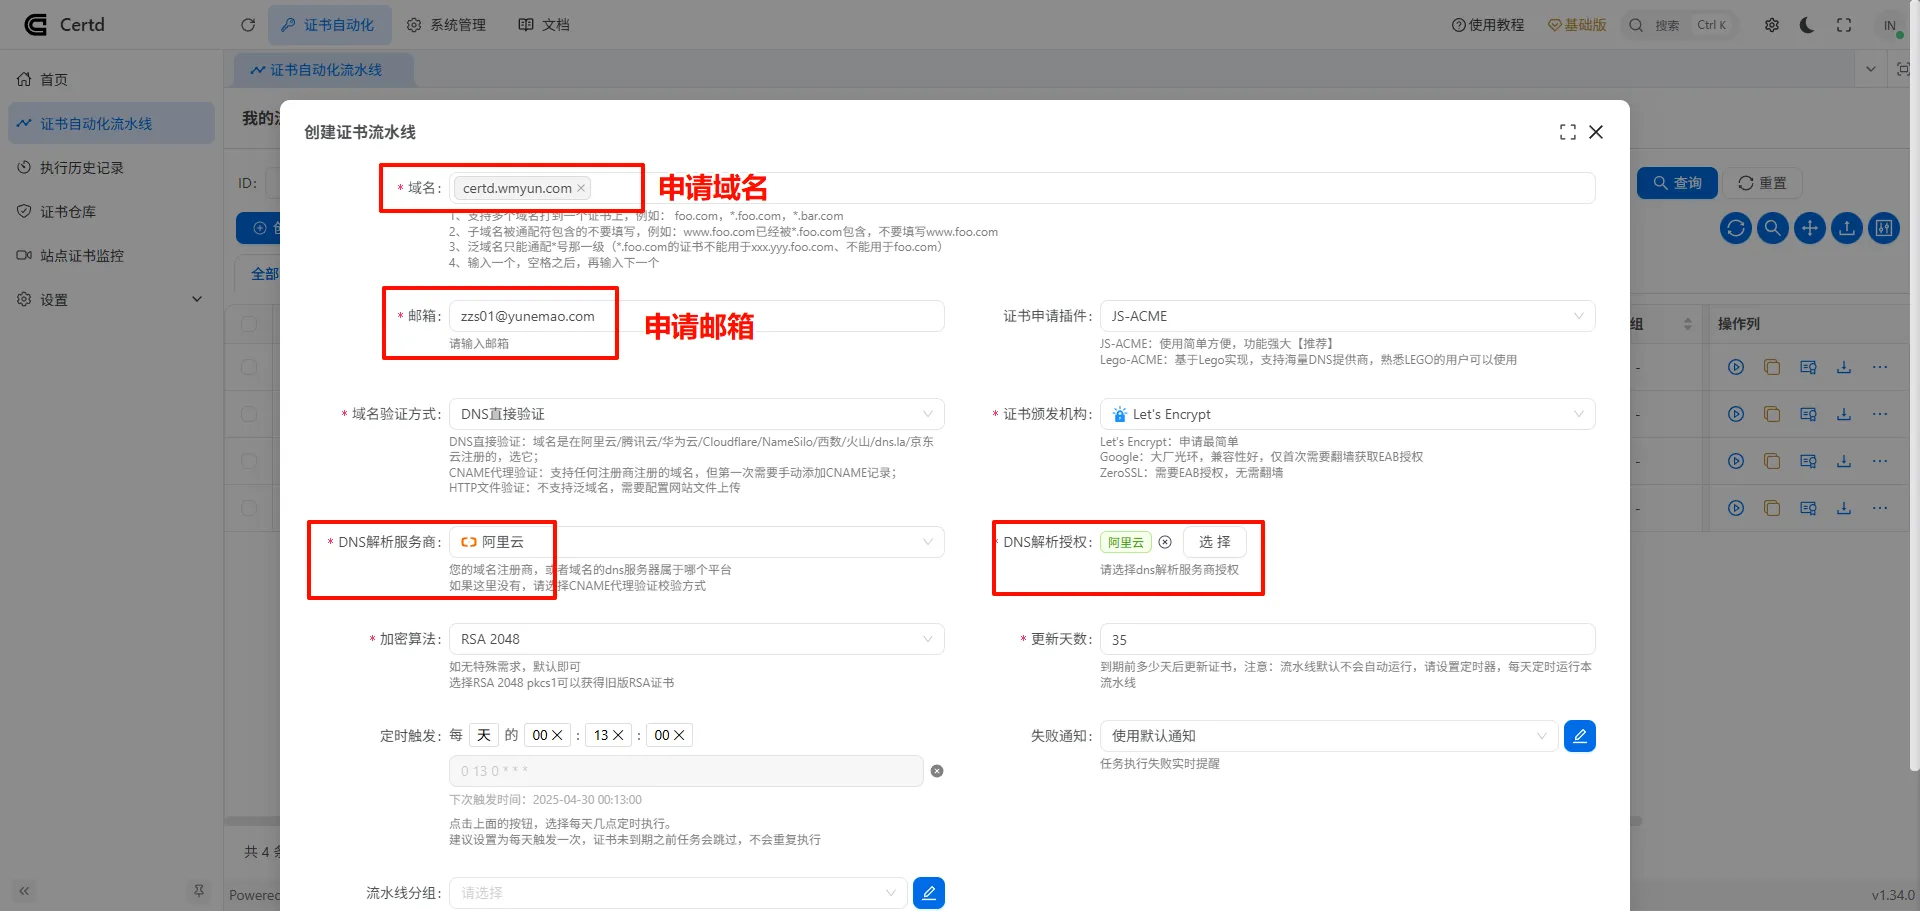 Certd
证书自动化
系统管理
文档
使用教程
基础版
搜索
Ctrl K
IN
首页
证书自动化流水线
执行历史记录
证书仓库
站点证书监控
设置
证书自动化流水线
我的
ID:
查询
重置
全部
组
操作列
-
-
-
-
创建证书流水线
* 域名:
certd.wmyun.com
申请域名
1、支持多个域名打到一个证书上，例如： foo.com，*.foo.com，*.bar.com
2、子域名被通配符包含的不要填写，例如：www.foo.com已经被*.foo.com包含，不要填写www.foo.com
3、泛域名只能通配*号那一级（*.foo.com的证书不能用于xxx.yyy.foo.com、不能用于foo.com）
4、输入一个，空格之后，再输入下一个
* 邮箱:
zzs01@yunemao.com
请输入邮箱
申请邮箱
证书申请插件:
JS-ACME
JS-ACME：使用简单方便，功能强大【推荐】
Lego-ACME：基于Lego实现，支持海量DNS提供商，熟悉LEGO的用户可以使用
* 域名验证方式:
DNS直接验证
DNS直接验证：域名是在阿里云/腾讯云/华为云/Cloudflare/NameSilo/西数/火山/dns.la/京东
云注册的，选它；
CNAME代理验证：支持任何注册商注册的域名，但第一次需要手动添加CNAME记录；
HTTP文件验证：不支持泛域名，需要配置网站文件上传
* 证书颁发机构:
Let's Encrypt
Let's Encrypt：申请最简单
Google：大厂光环，兼容性好，仅首次需要翻墙获取EAB授权
ZeroSSL：需要EAB授权，无需翻墙
* DNS解析服务商:
阿里云
您的域名注册商，或者域名的dns服务器属于哪个平台
如果这里没有，请选择CNAME代理验证校验方式
* DNS解析授权:
阿里云
选 择
请选择dns解析服务商授权
* 加密算法:
RSA 2048
如无特殊需求，默认即可
选择RSA 2048 pkcs1可以获得旧版RSA证书
* 更新天数:
35
到期前多少天后更新证书，注意：流水线默认不会自动运行，请设置定时器，每天定时运行本
流水线
定时触发:
每 天 的 00 : 13 : 00
0 13 0 * * *
下次触发时间：2025-04-30 00:13:00
点击上面的按钮，选择每天几点定时执行。
建议设置为每天触发一次，证书未到期之前任务会跳过，不会重复执行
失败通知:
使用默认通知
任务执行失败实时提醒
流水线分组:
请选择
共 4
Powered
v1.34.0